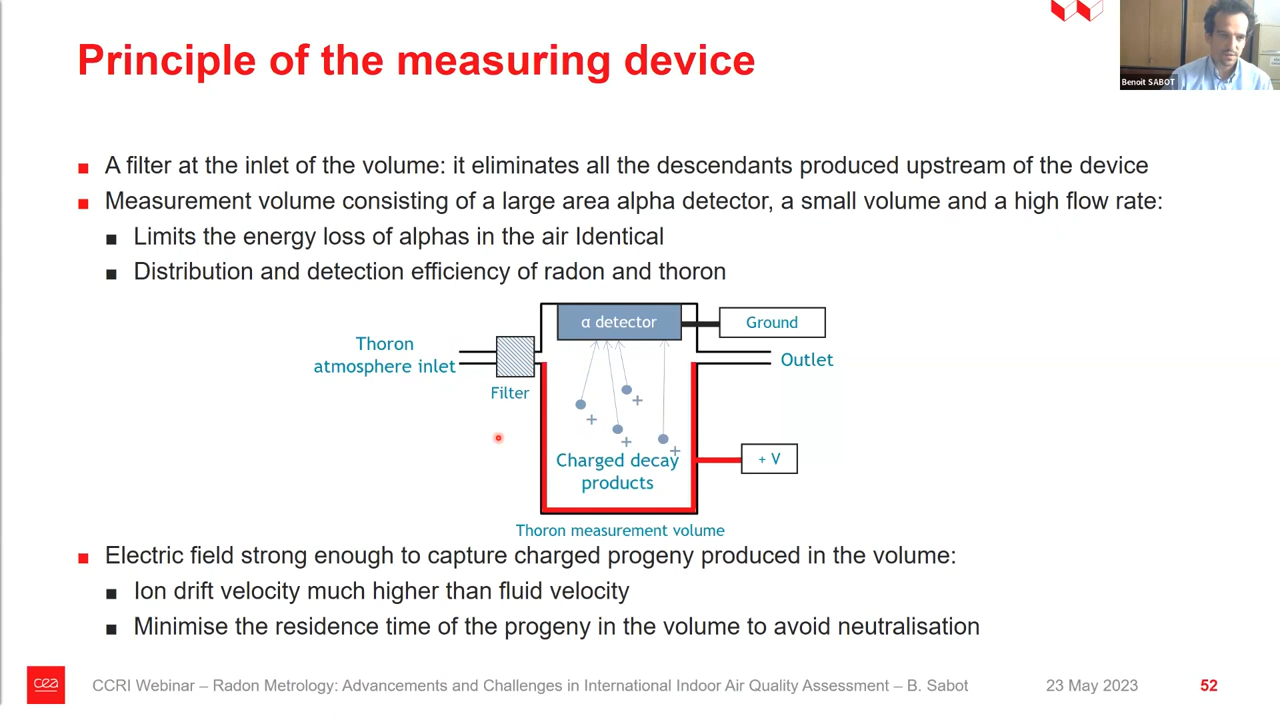 Principle of the measuring device
Benoit SABOT
A filter at the inlet of the volume: it eliminates all the descendants produced upstream of the device
Measurement volume consisting of a large area alpha detector, a small volume and a high flow rate:
Limits the energy loss of alphas in the air Identical
Distribution and detection efficiency of radon and thoron
α detector
Ground
Thoron
atmosphere inlet
Outlet
Filter
+
+
+
+
Charged decay
products
+ V
Thoron measurement volume
Electric field strong enough to capture charged progeny produced in the volume:
Ion drift velocity much higher than fluid velocity
Minimise the residence time of the progeny in the volume to avoid neutralisation
cea
CCRI Webinar – Radon Metrology: Advancements and Challenges in International Indoor Air Quality Assessment – B. Sabot
23 May 2023
52